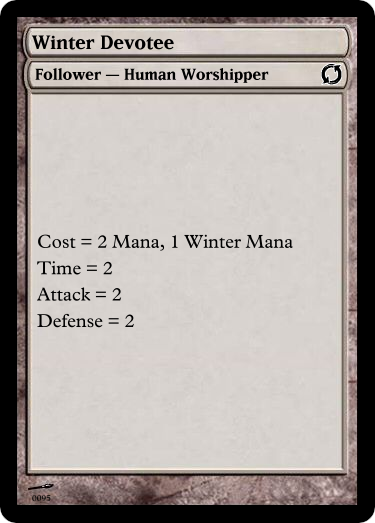 Winter Devotee
Follower — Human Worshipper
Cost = 2 Mana, 1 Winter Mana
Time = 2
Attack = 2
Defense = 2
0095